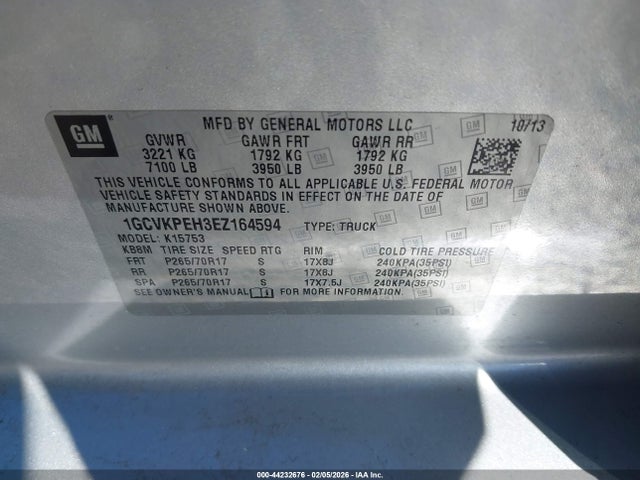 GM
MFD BY GENERAL MOTORS LLC 10/13
GVWR GAWR FRT GAWR RR
3221 KG 1792 KG 1792 KG
7100 LB 3950 LB 3950 LB
THIS VEHICLE CONFORMS TO ALL APPLICABLE U.S. FEDERAL MOTOR
VEHICLE SAFETY STANDARDS IN EFFECT ON THE DATE OF
MANUFACTURE SHOWN ABOVE.
1GCVKPEH3EZ164594 TYPE: TRUCK
MODEL: K15753
KBBM TIRE SIZE SPEED RTG RIM COLD TIRE PRESSURE
FRT P265/70R17 S 17X8J 240KPA(35PSI)
RR P265/70R17 S 17X8J 240KPA(35PSI)
SPA P265/70R17 S 17X7.5J 240KPA(35PSI)
SEE OWNER'S MANUAL FOR MORE INFORMATION.
000-44232676 - 02/05/2026 - IAA Inc.